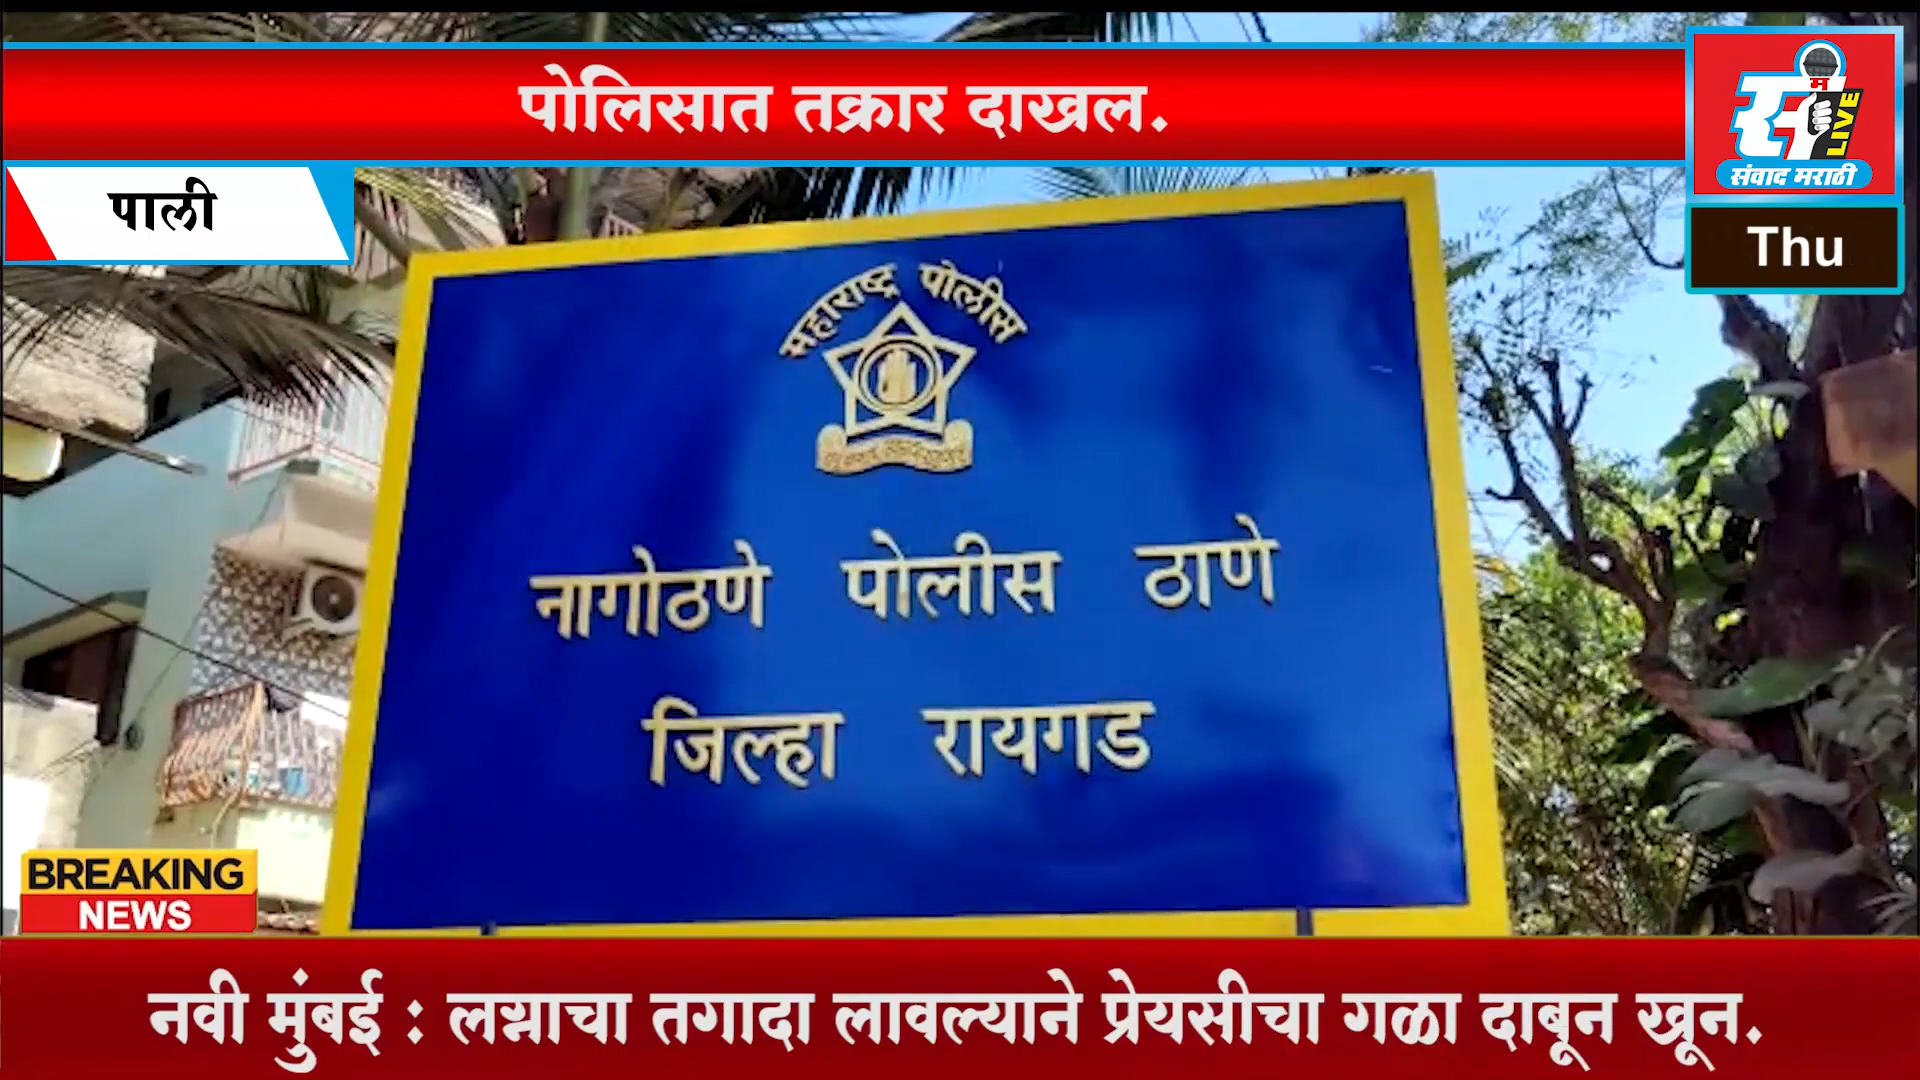 पोलिसात तक्रार दाखल.
स
म
LIVE
संवाद मराठी
पाली
Thu
महाराष्ट्र पोलीस
नागोठणे पोलीस ठाणे
जिल्हा रायगड
BREAKING
NEWS
नवी मुंबई : लग्नाचा तगादा लावल्याने प्रेयसीचा गळा दाबून खून.